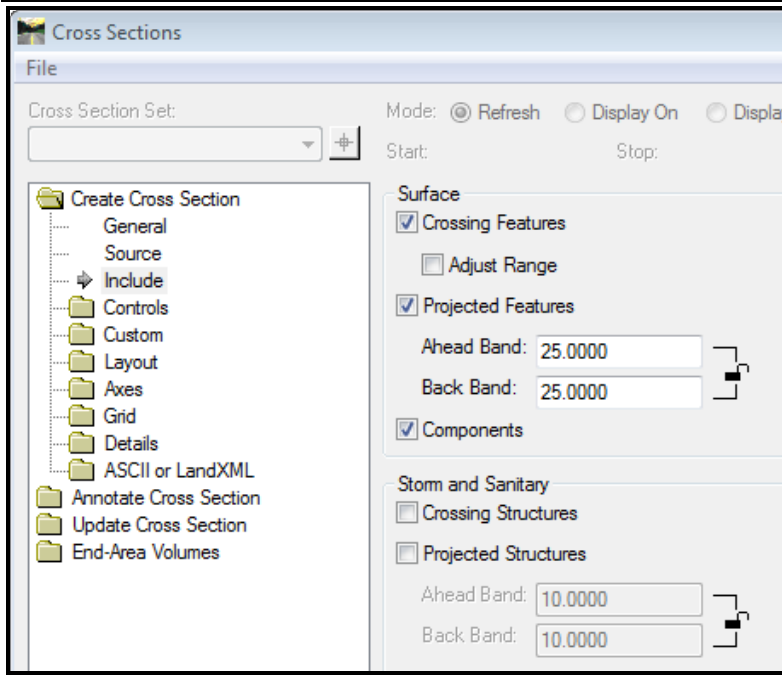 Cross Sections
File
Cross Section Set:
Mode: Refresh Display On Displa
Start: Stop:
Create Cross Section
General
Source
Include
Controls
Custom
Layout
Axes
Grid
Details
ASCII or LandXML
Annotate Cross Section
Update Cross Section
End-Area Volumes
Surface
Crossing Features
Adjust Range
Projected Features
Ahead Band: 25.0000
Back Band: 25.0000
Components
Storm and Sanitary
Crossing Structures
Projected Structures
Ahead Band: 10.0000
Back Band: 10.0000